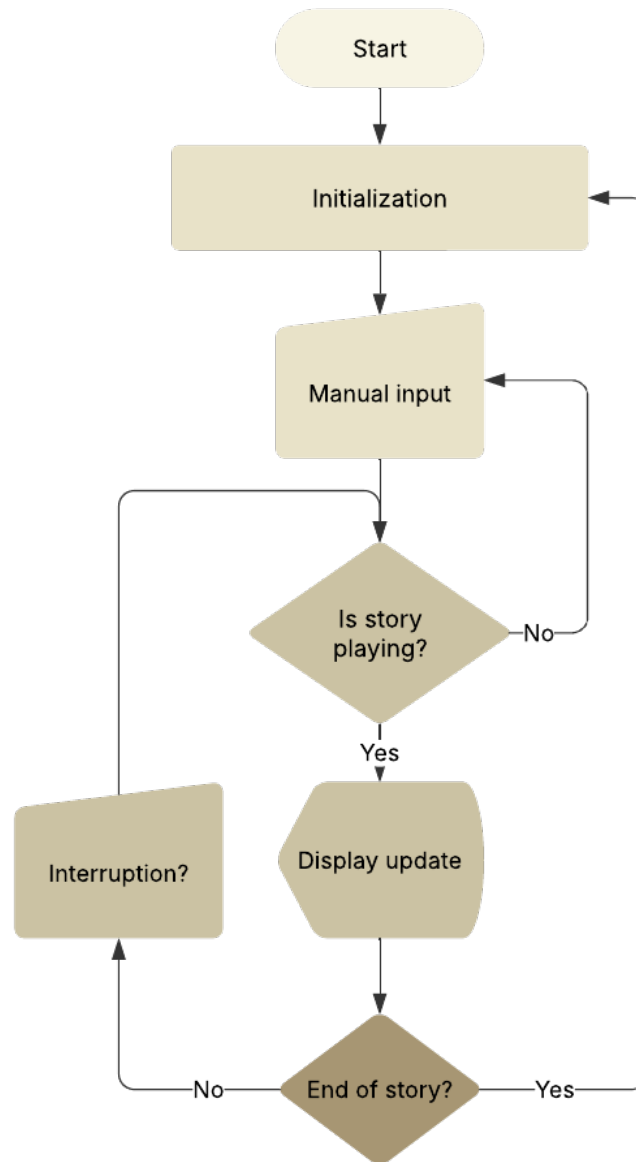 Start
Initialization
Manual input
Is story
playing?
No
Yes
Interruption?
Display update
No
End of story?
Yes